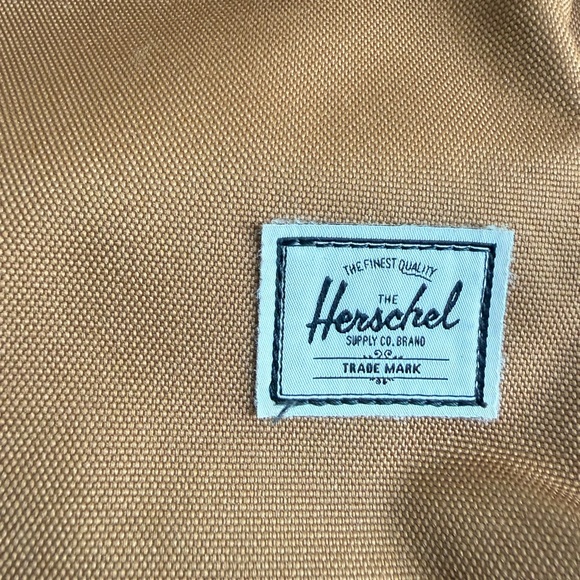 THE FINEST QUALITY
THE
Herschel
SUPPLY CO. BRAND
TRADE MARK